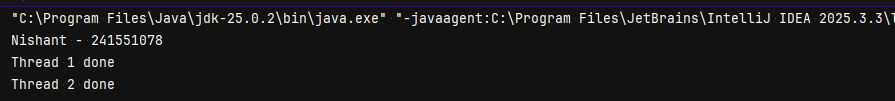 "C:\Program Files\Java\jdk-25.0.2\bin\java.exe" "-javaagent:C:\Program Files\JetBrains\IntelliJ IDEA 2025.3.3\
Nishant - 241551078
Thread 1 done
Thread 2 done